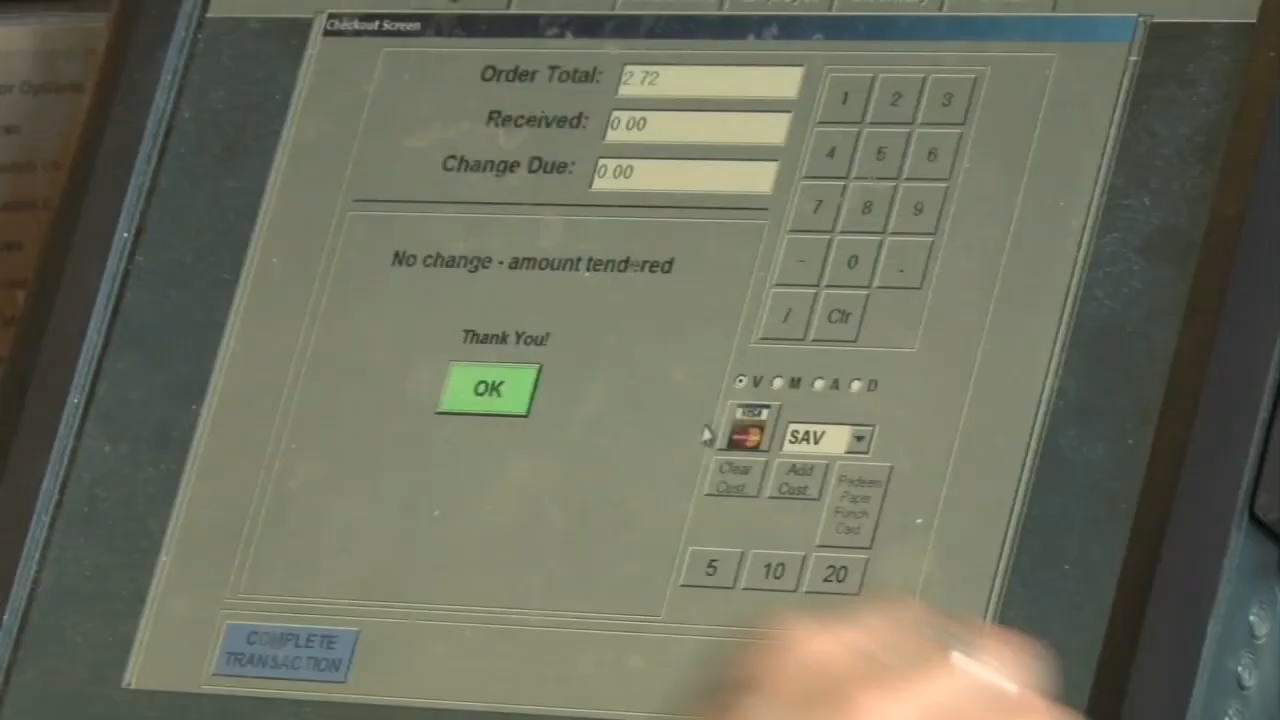 Checkout Screen
Order Total: 2.72
Received: 0.00
Change Due: 0.00
1 2 3
4 5 6
7 8 9
- 0 .
/ Clr
No change - amount tendered
Thank You!
OK
V M A D
VISA
SAV
Clear Cust.
Add Cust.
Redeem
Paper
Punch
Card
5 10 20
COMPLETE
TRANSACTION